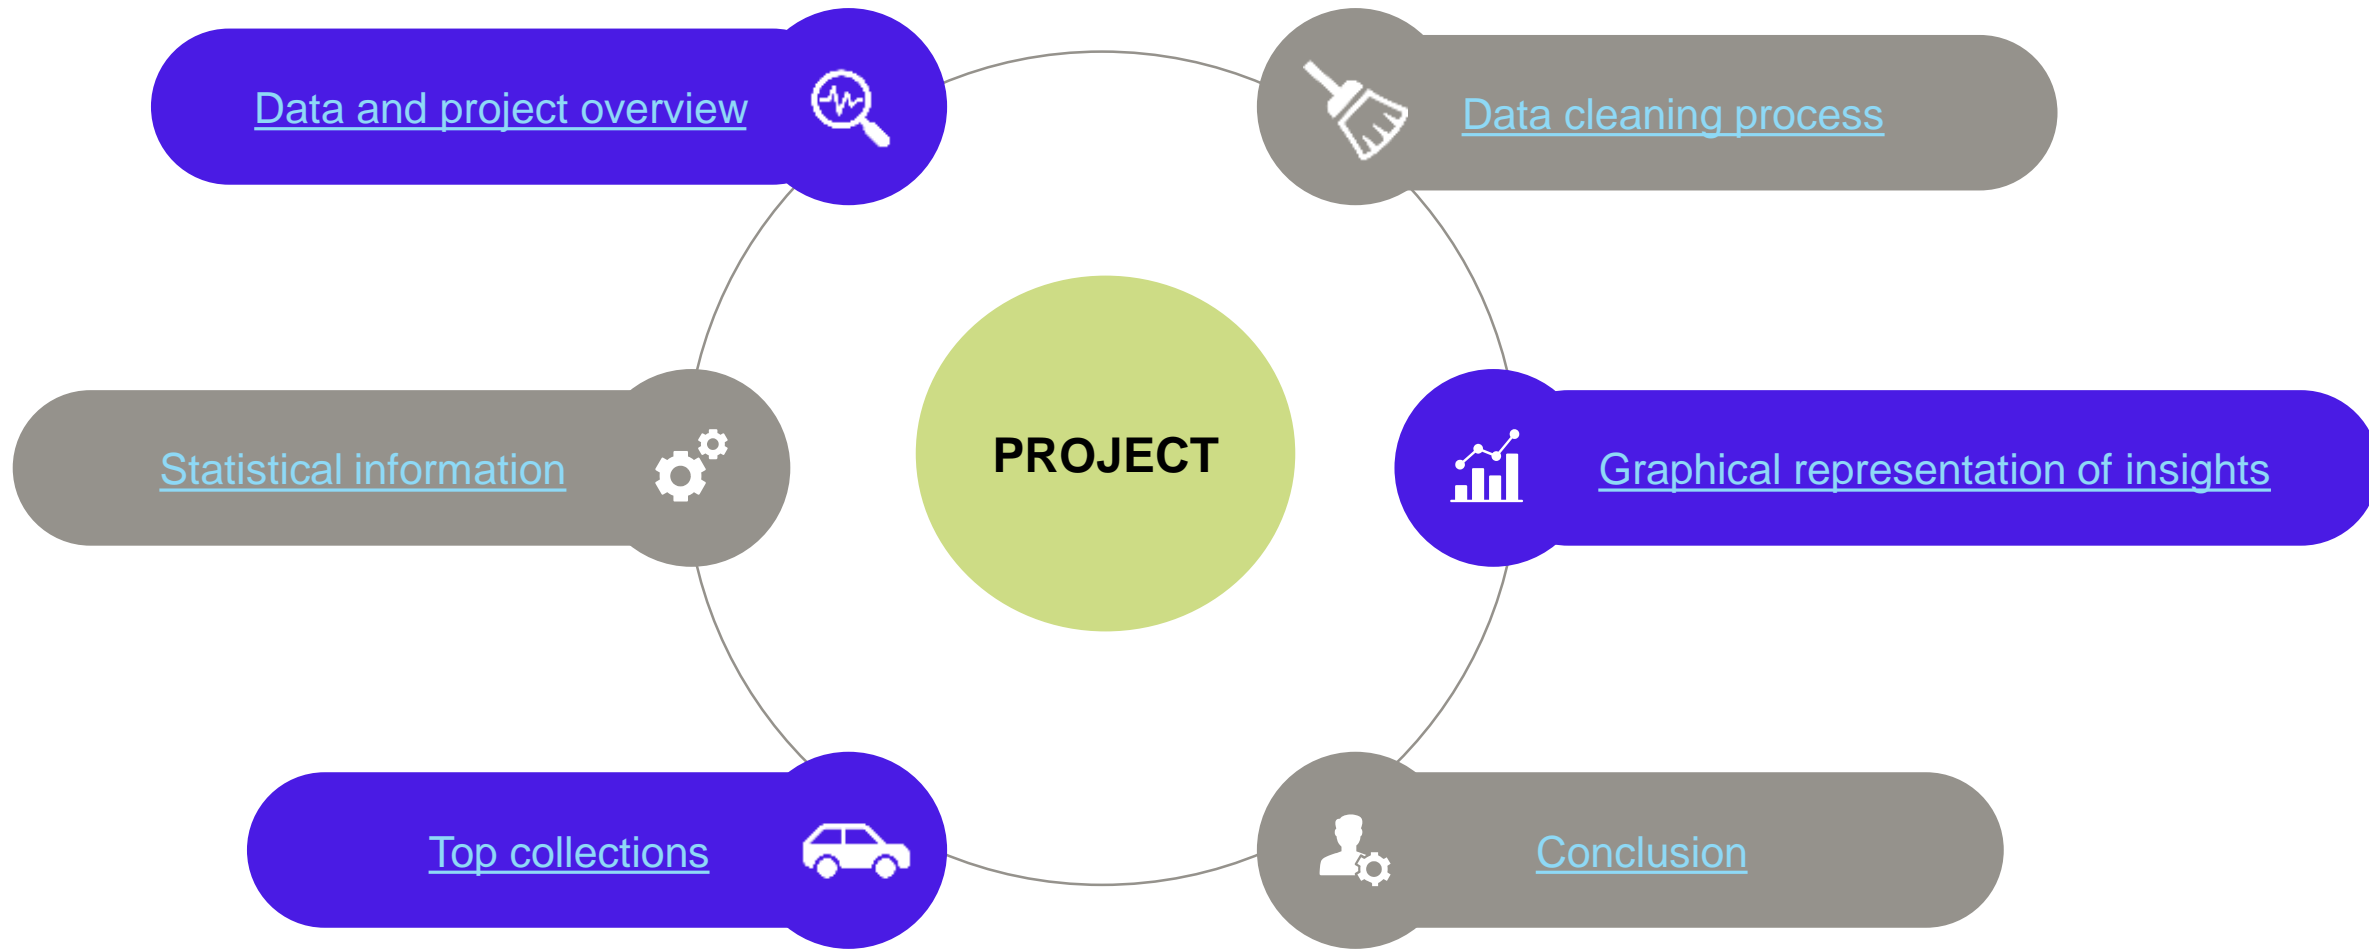 Data and project overview
Data cleaning process
Statistical information
PROJECT
Graphical representation of insights
Top collections
Conclusion